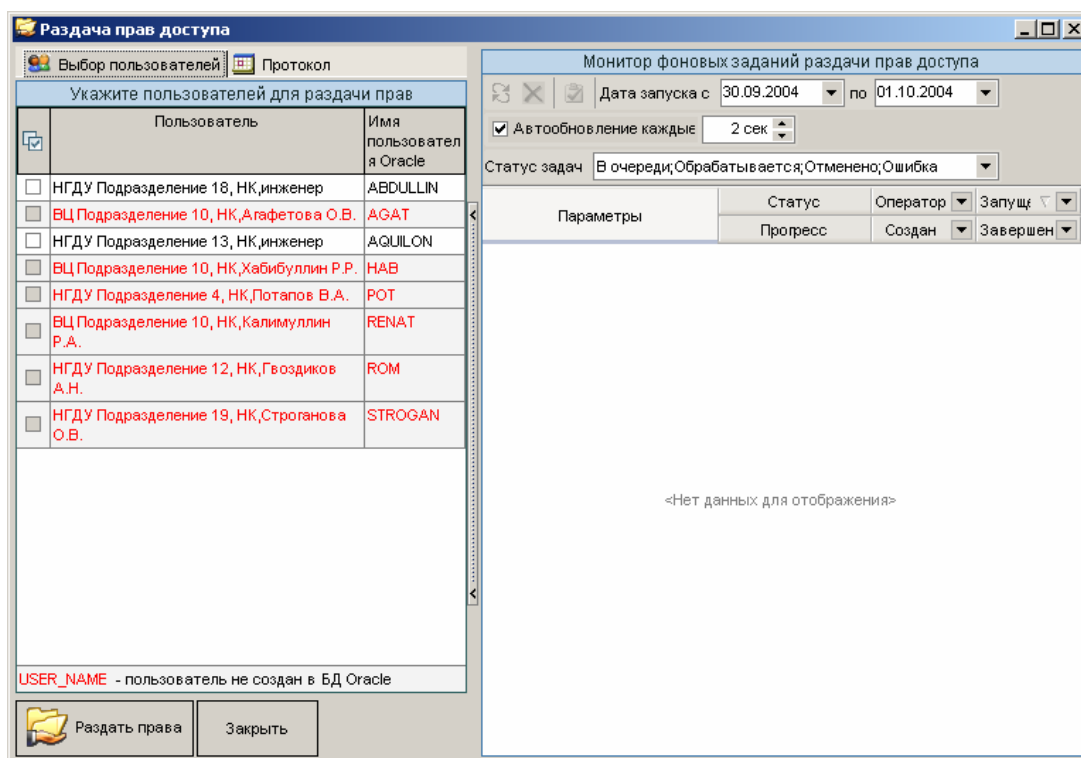 Раздача прав доступа
Выбор пользователей Протокол
Укажите пользователей для раздачи прав
Пользователь
Имя
пользовател
я Oracle
НГДУ Подразделение 18, НК,инженер ABDULLIN
ВЦ Подразделение 10, НК,Агафетова О.В. AGAT
НГДУ Подразделение 13, НК,инженер AQUILON
ВЦ Подразделение 10, НК,Хабибуллин Р.Р. HAB
НГДУ Подразделение 4, НК,Потапов В.А. POT
ВЦ Подразделение 10, НК,Калимуллин RENAT
Р.А.
НГДУ Подразделение 12, НК,Гвоздиков ROM
А.Н.
НГДУ Подразделение 19, НК,Строганова STROGAN
О.В.
USER_NAME - пользователь не создан в БД Oracle
Раздать права Закрыть
Монитор фоновых заданий раздачи прав доступа
Дата запуска с 30.09.2004 по 01.10.2004
Автообновление каждые 2 сек
Статус задач В очереди;Обрабатывается;Отменено;Ошибка
Параметры
Статус Оператор Запуще
Прогресс Создан Завершен
<Нет данных для отображения>